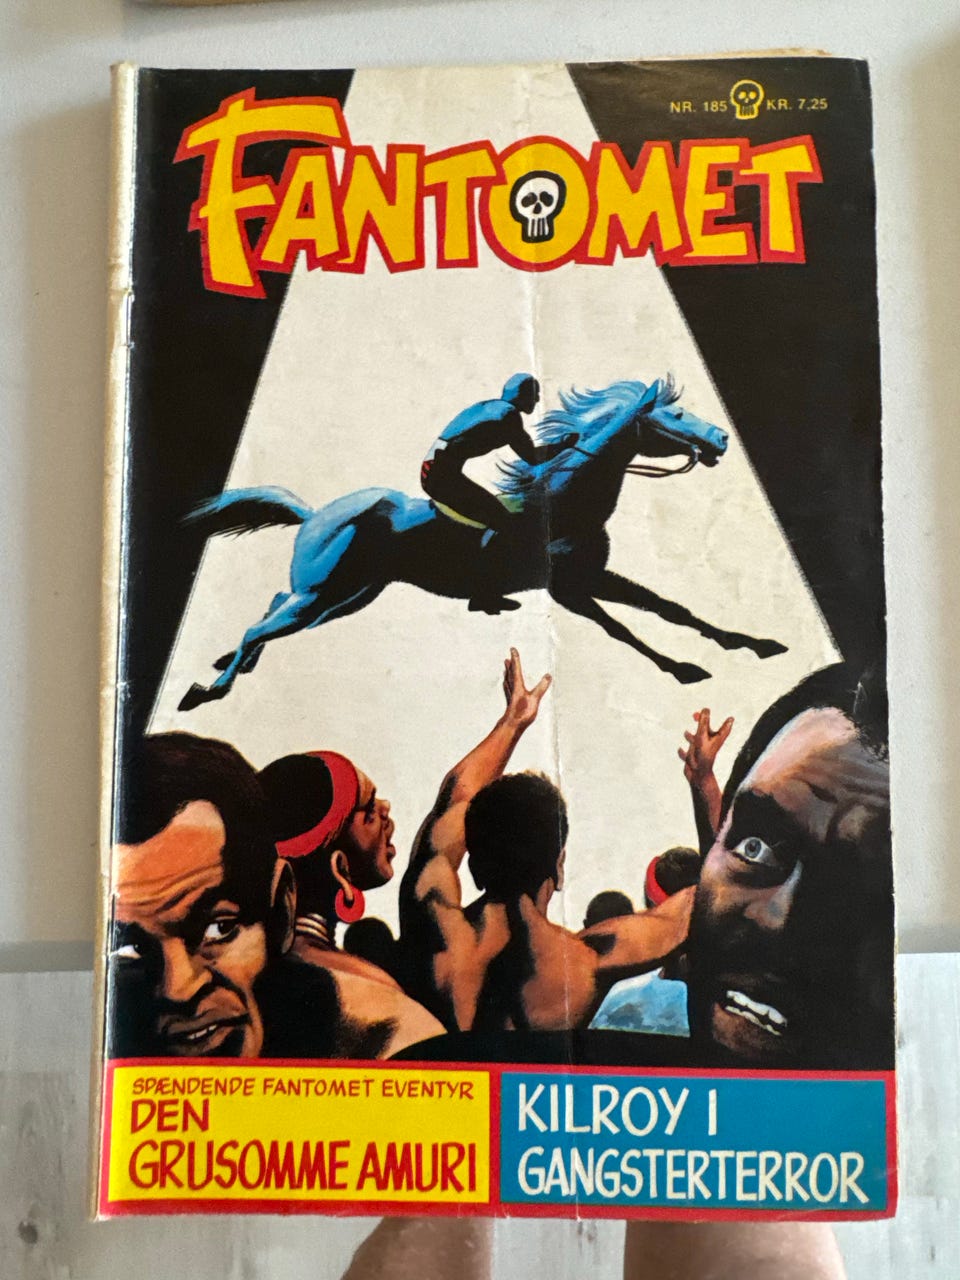 NR. 185 KR. 7,25
FANTOMET
SPÆNDENDE FANTOMET EVENTYR
DEN
GRUSOMME AMURI
KILROY I
GANGSTERTERROR